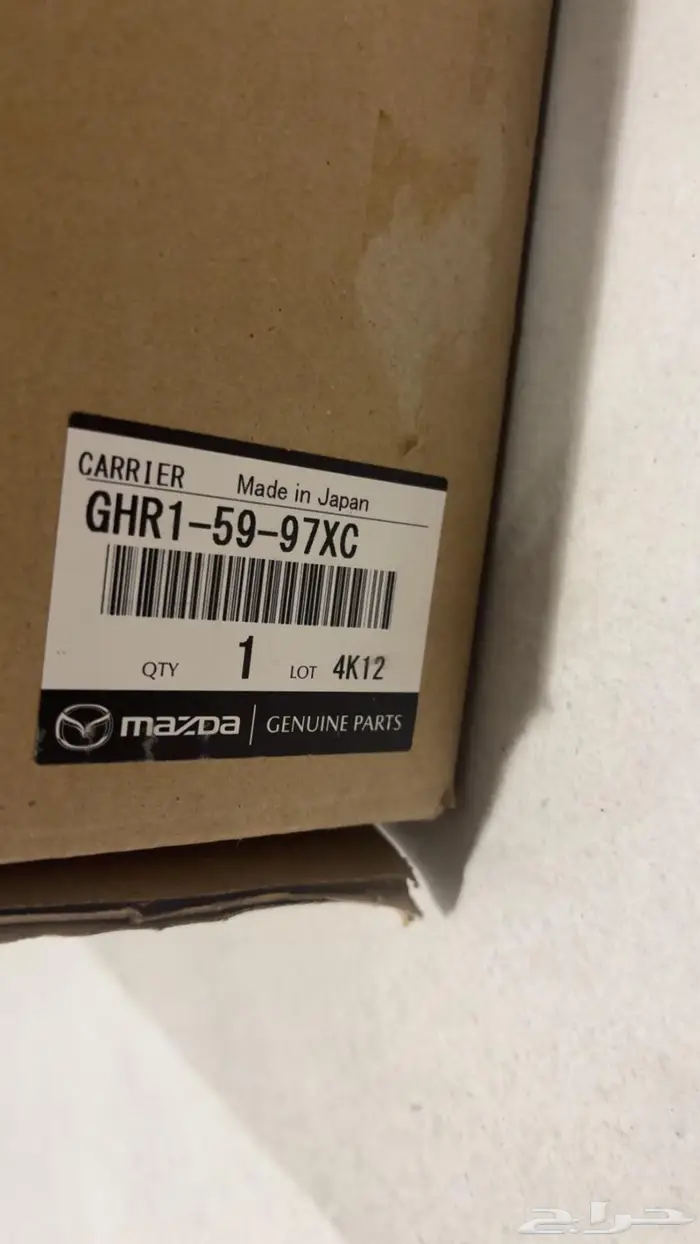 CARRIER
Made in Japan
GHR1-59-97XC
QTY 1 LOT 4K12
mazda GENUINE PARTS
حراج